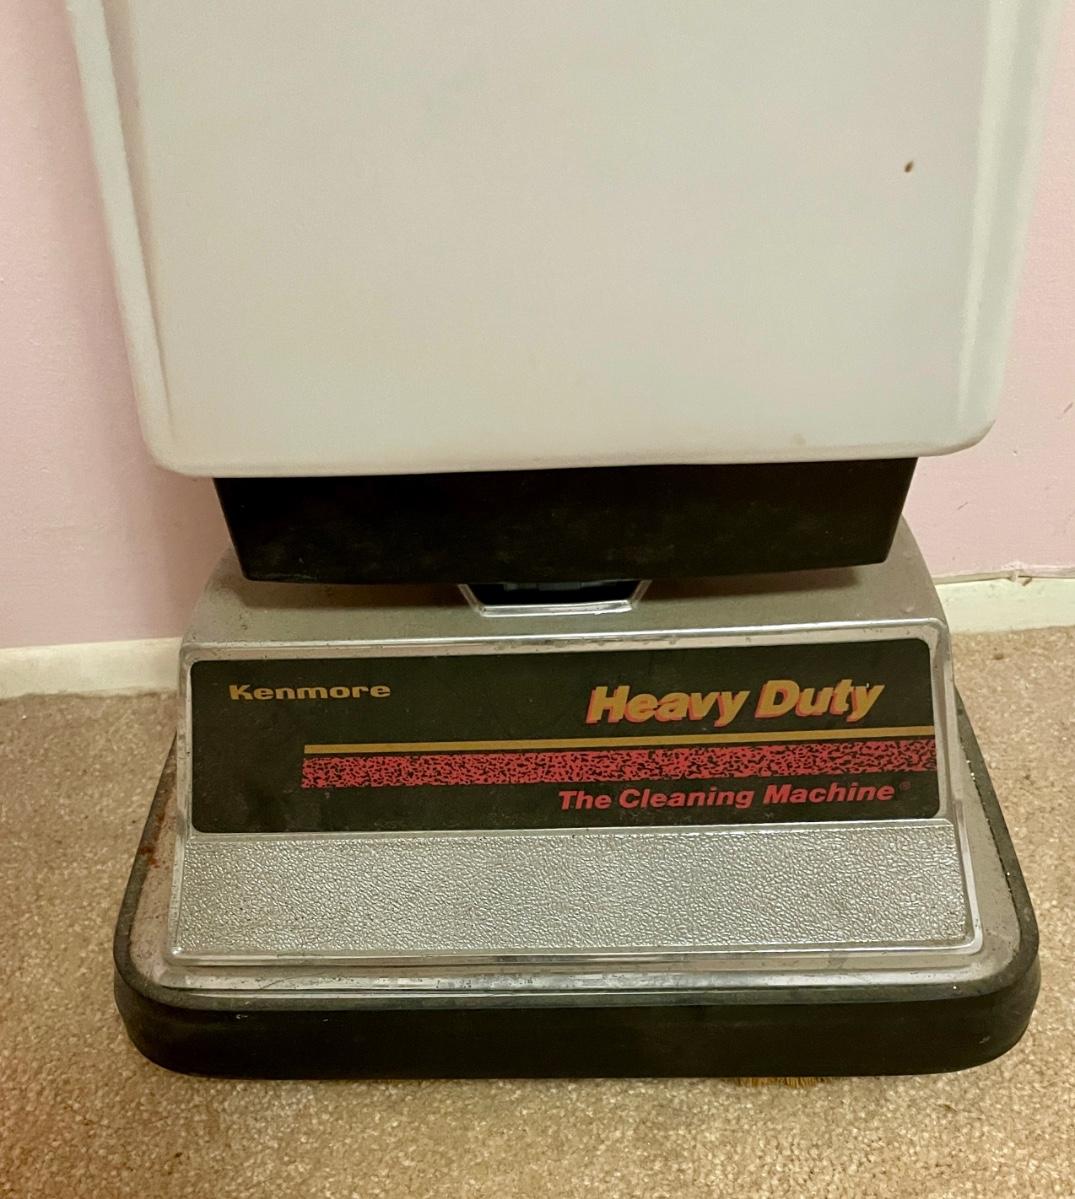 Kenmore
Heavy Duty
The Cleaning Machine®